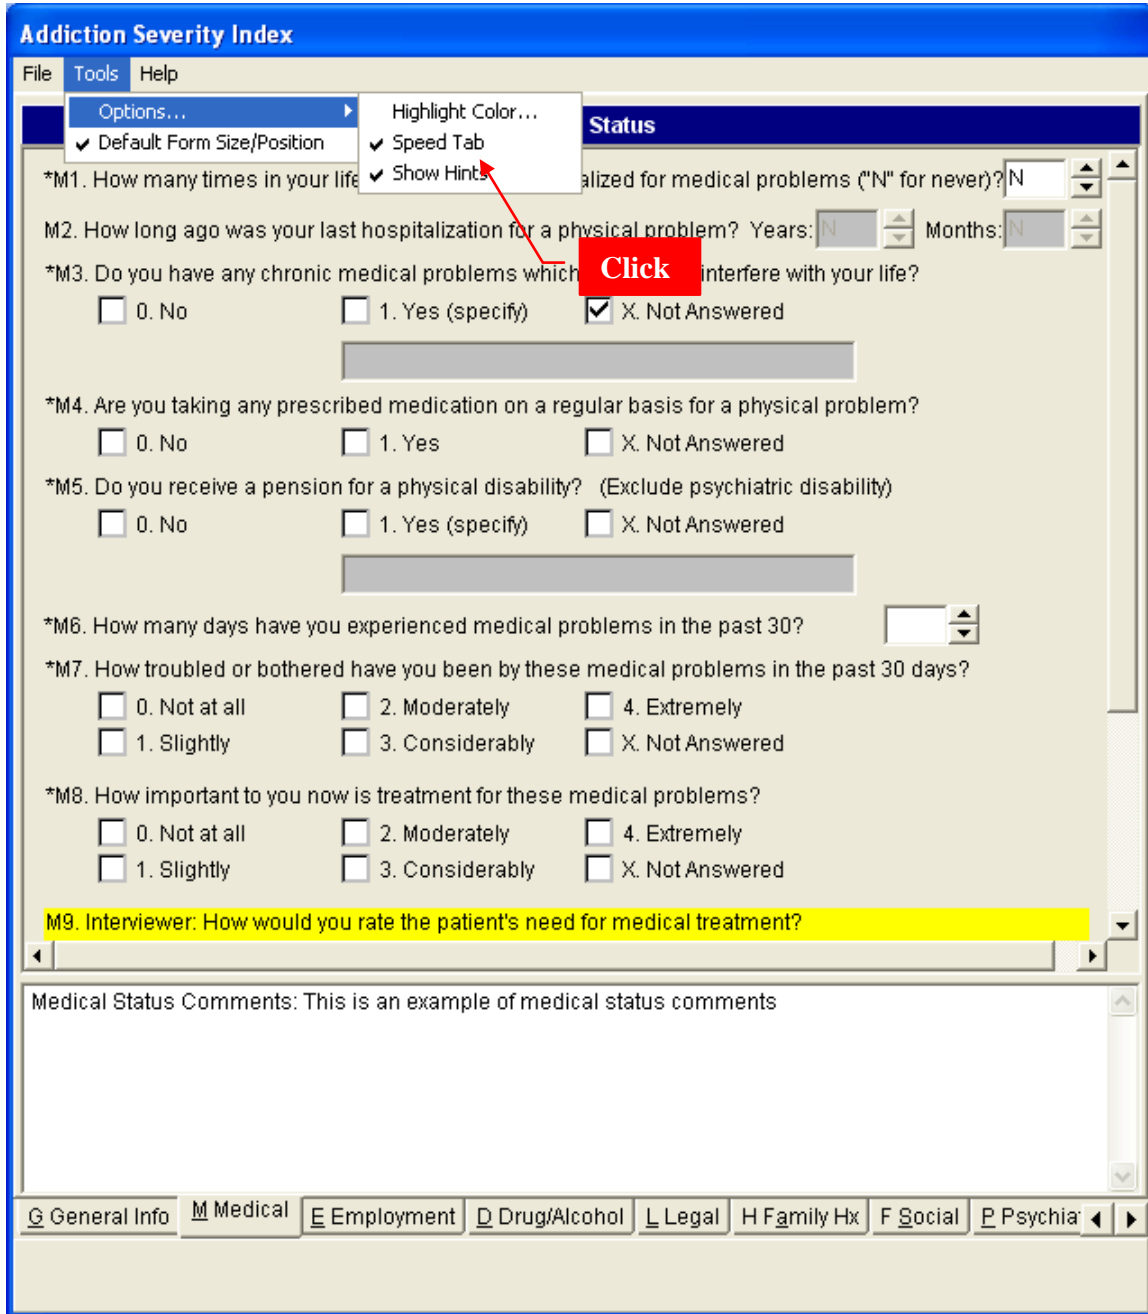 Addiction Severity Index
File Tools Help
Options...
Default Form Size/Position
Highlight Color...
Speed Tab
Show Hints
Status
*M1. How many times in your life alized for medical problems ("N" for never)? N
M2. How long ago was your last hospitalization for a physical problem? Years: N Months: N
Click
*M3. Do you have any chronic medical problems which interfere with your life?
0. No 1. Yes (specify) X. Not Answered
*M4. Are you taking any prescribed medication on a regular basis for a physical problem?
0. No 1. Yes X. Not Answered
*M5. Do you receive a pension for a physical disability? (Exclude psychiatric disability)
0. No 1. Yes (specify) X. Not Answered
*M6. How many days have you experienced medical problems in the past 30?
*M7. How troubled or bothered have you been by these medical problems in the past 30 days?
0. Not at all 2. Moderately 4. Extremely
1. Slightly 3. Considerably X. Not Answered
*M8. How important to you now is treatment for these medical problems?
0. Not at all 2. Moderately 4. Extremely
1. Slightly 3. Considerably X. Not Answered
M9. Interviewer: How would you rate the patient's need for medical treatment?
Medical Status Comments: This is an example of medical status comments
G General Info M Medical E Employment D Drug/Alcohol L Legal H Family Hx F Social P Psychia